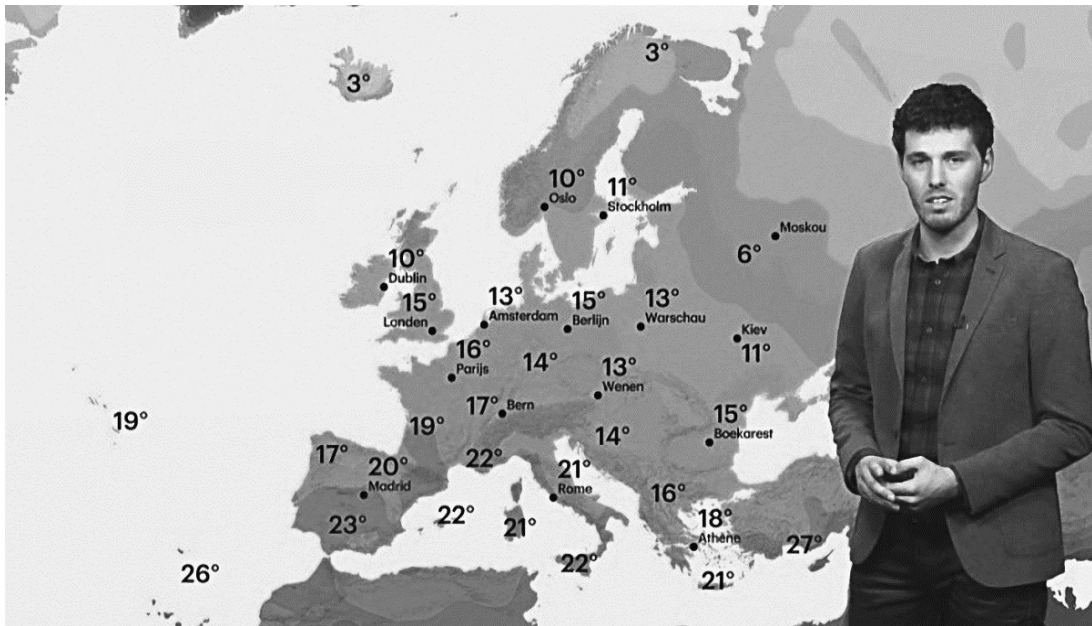 3°
3°
10°
Oslo
11°
Stockholm
Moskou
6°
10°
Dublin
15°
Londen
13°
Amsterdam
15°
Berlijn
13°
Warschau
Kiev
11°
16°
Parijs
14°
13°
Wenen
17°
Bern
19°
19°
15°
Boekarest
14°
17°
20°
Madrid
22°
21°
Rome
16°
23°
22°
21°
18°
Athene
27°
22°
26°
21°